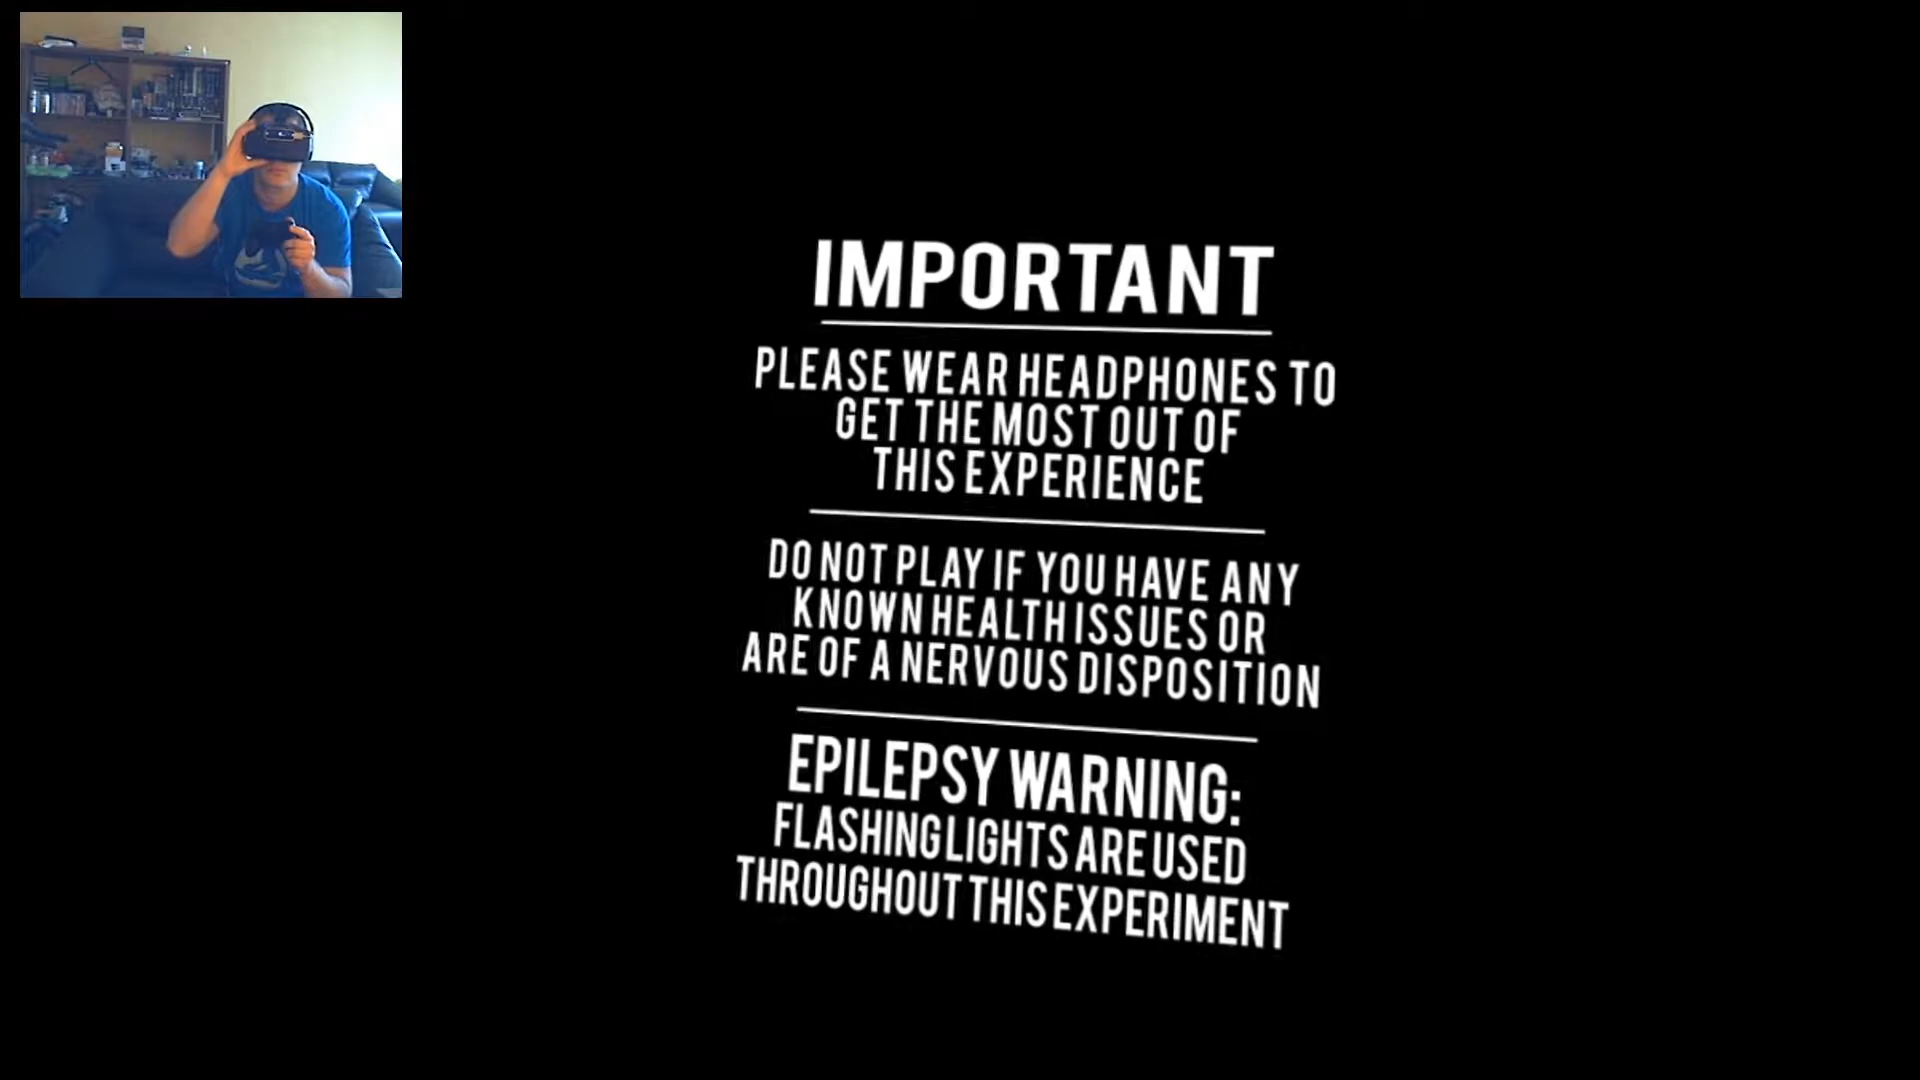 IMPORTANT
PLEASE WEAR HEADPHONES TO
GET THE MOST OUT OF
THIS EXPERIENCE
DO NOT PLAY IF YOU HAVE ANY
KNOWN HEALTH ISSUES OR
ARE OF A NERVOUS DISPOSITION
EPILEPSY WARNING:
FLASHING LIGHTS ARE USED
THROUGHOUT THIS EXPERIMENT